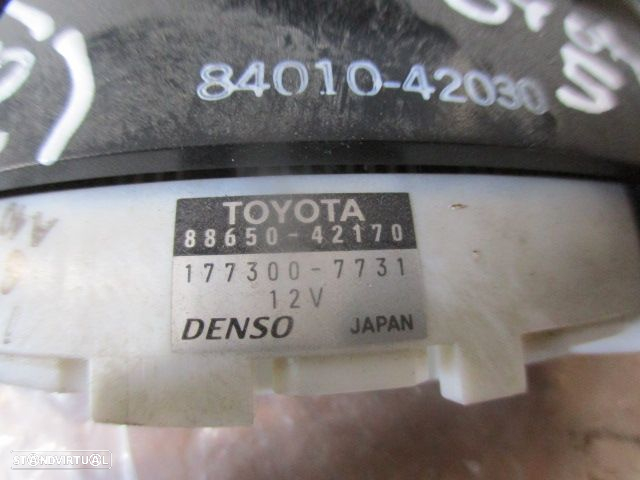 84010-42030
TOYOTA
88650-42170
177300-7731
12V
DENSO JAPAN
STANDVIRTUAL